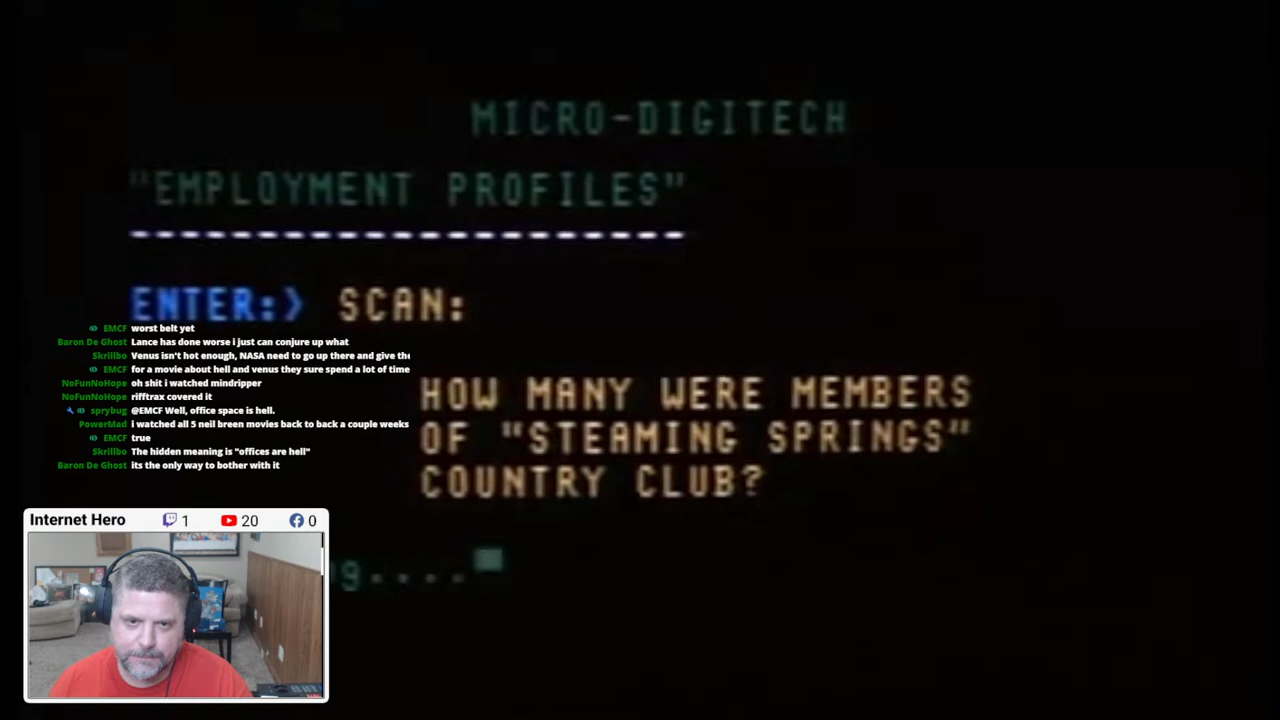 MICRO-DIGITECH
"EMPLOYMENT PROFILES"
ENTER:> SCAN:
HOW MANY WERE MEMBERS
OF "STEAMING SPRINGS"
COUNTRY CLUB?
g....
EMCF worst belt yet
Baron De Ghost Lance has done worse i just can conjure up what
Skrillbo Venus isn't hot enough, NASA need to go up there and give the
EMCF for a movie about hell and venus they sure spend a lot of time
NoFunNoHope oh shit i watched mindripper
NoFunNoHope rifftrax covered it
sprybug @EMCF Well, office space is hell.
PowerMad i watched all 5 neil breen movies back to back a couple weeks
EMCF true
Skrillbo The hidden meaning is "offices are hell"
Baron De Ghost its the only way to bother with it
Internet Hero 1 20 0